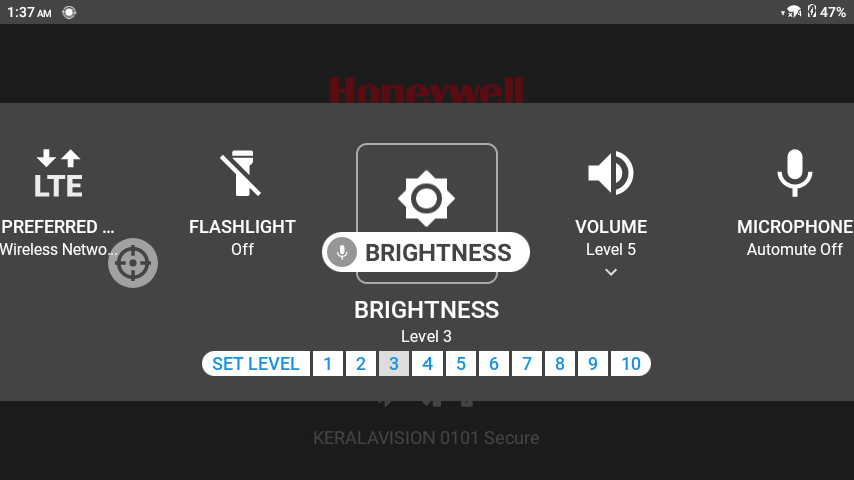 1:37 AM
47%
Honeywell
LTE
PREFERRED ...
Wireless Netwo...
FLASHLIGHT
Off
BRIGHTNESS
VOLUME
Level 5
MICROPHONE
Automute Off
BRIGHTNESS
Level 3
SET LEVEL 1 2 3 4 5 6 7 8 9 10
KERALAVISION 0101 Secure